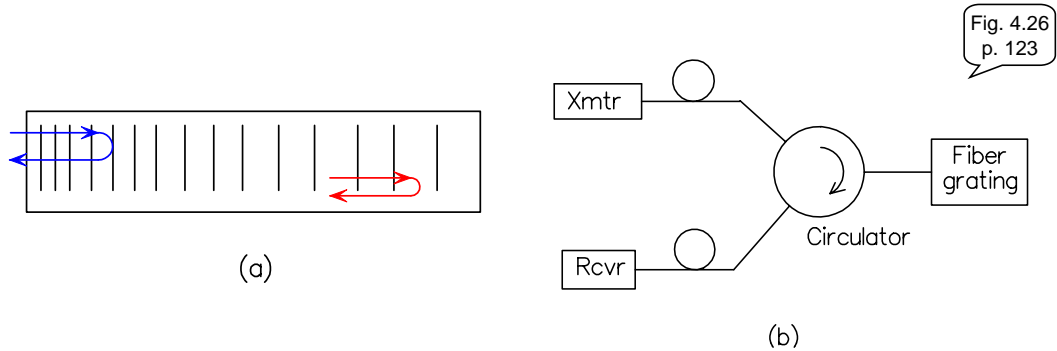 Fig. 4.26
p. 123
Xmtr
Fiber
grating
Circulator
Rcvr
(a)
(b)